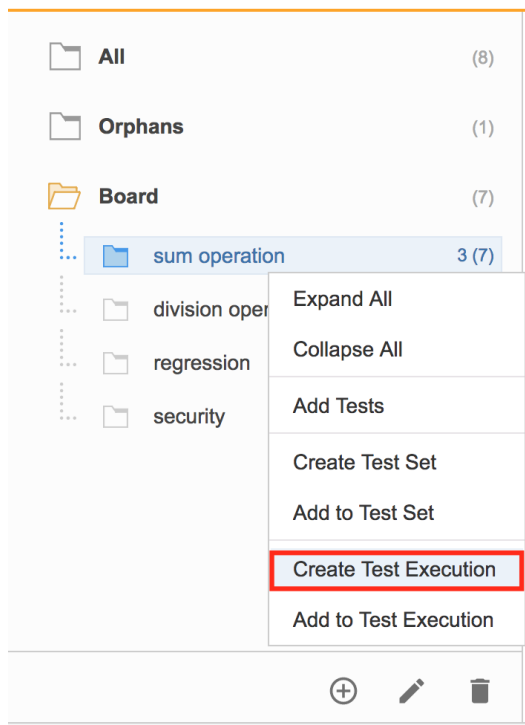 All (8)
Orphans (1)
Board (7)
sum operation 3 (7)
division oper
regression
security
Expand All
Collapse All
Add Tests
Create Test Set
Add to Test Set
Create Test Execution
Add to Test Execution